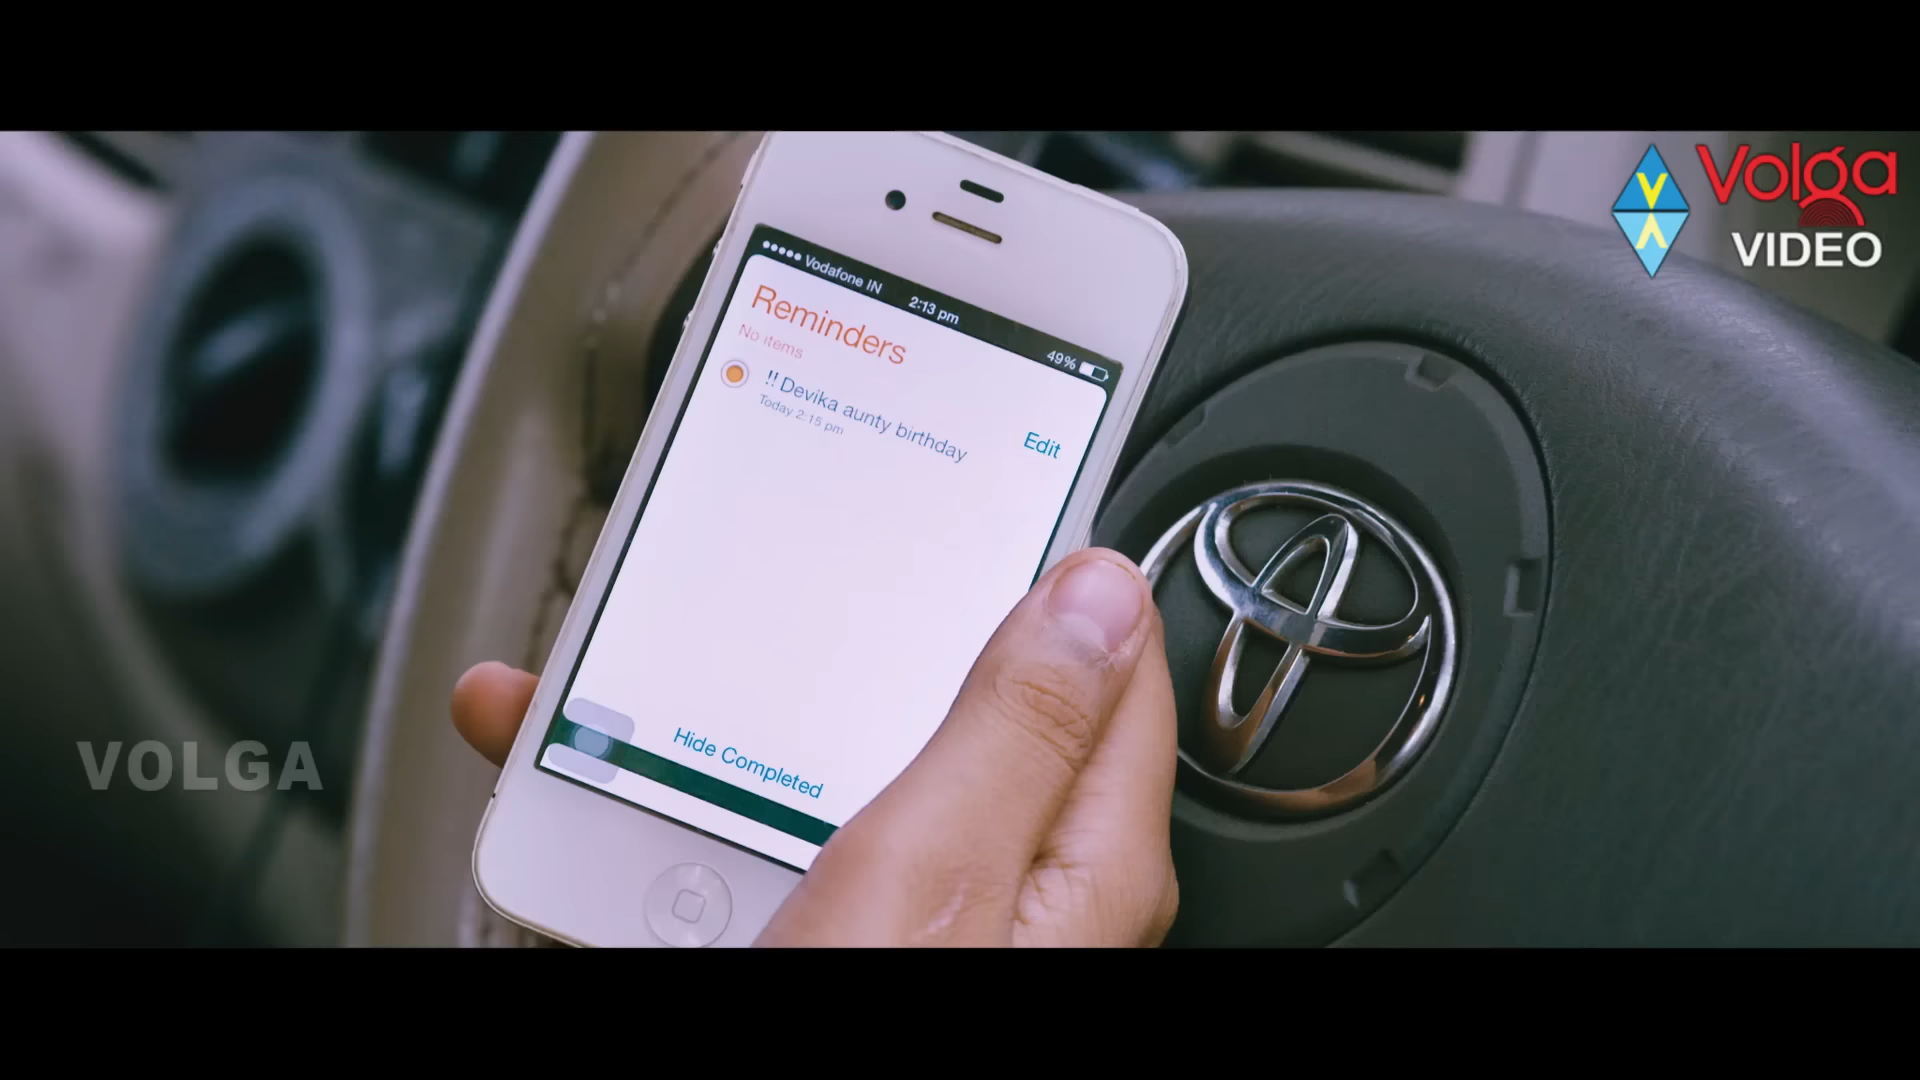 Volga
VIDEO
●●●●● Vodafone IN 2:13 pm 49%
Reminders
No items
!! Devika aunty birthday
Today 2:15 pm
Edit
Hide Completed
VOLGA